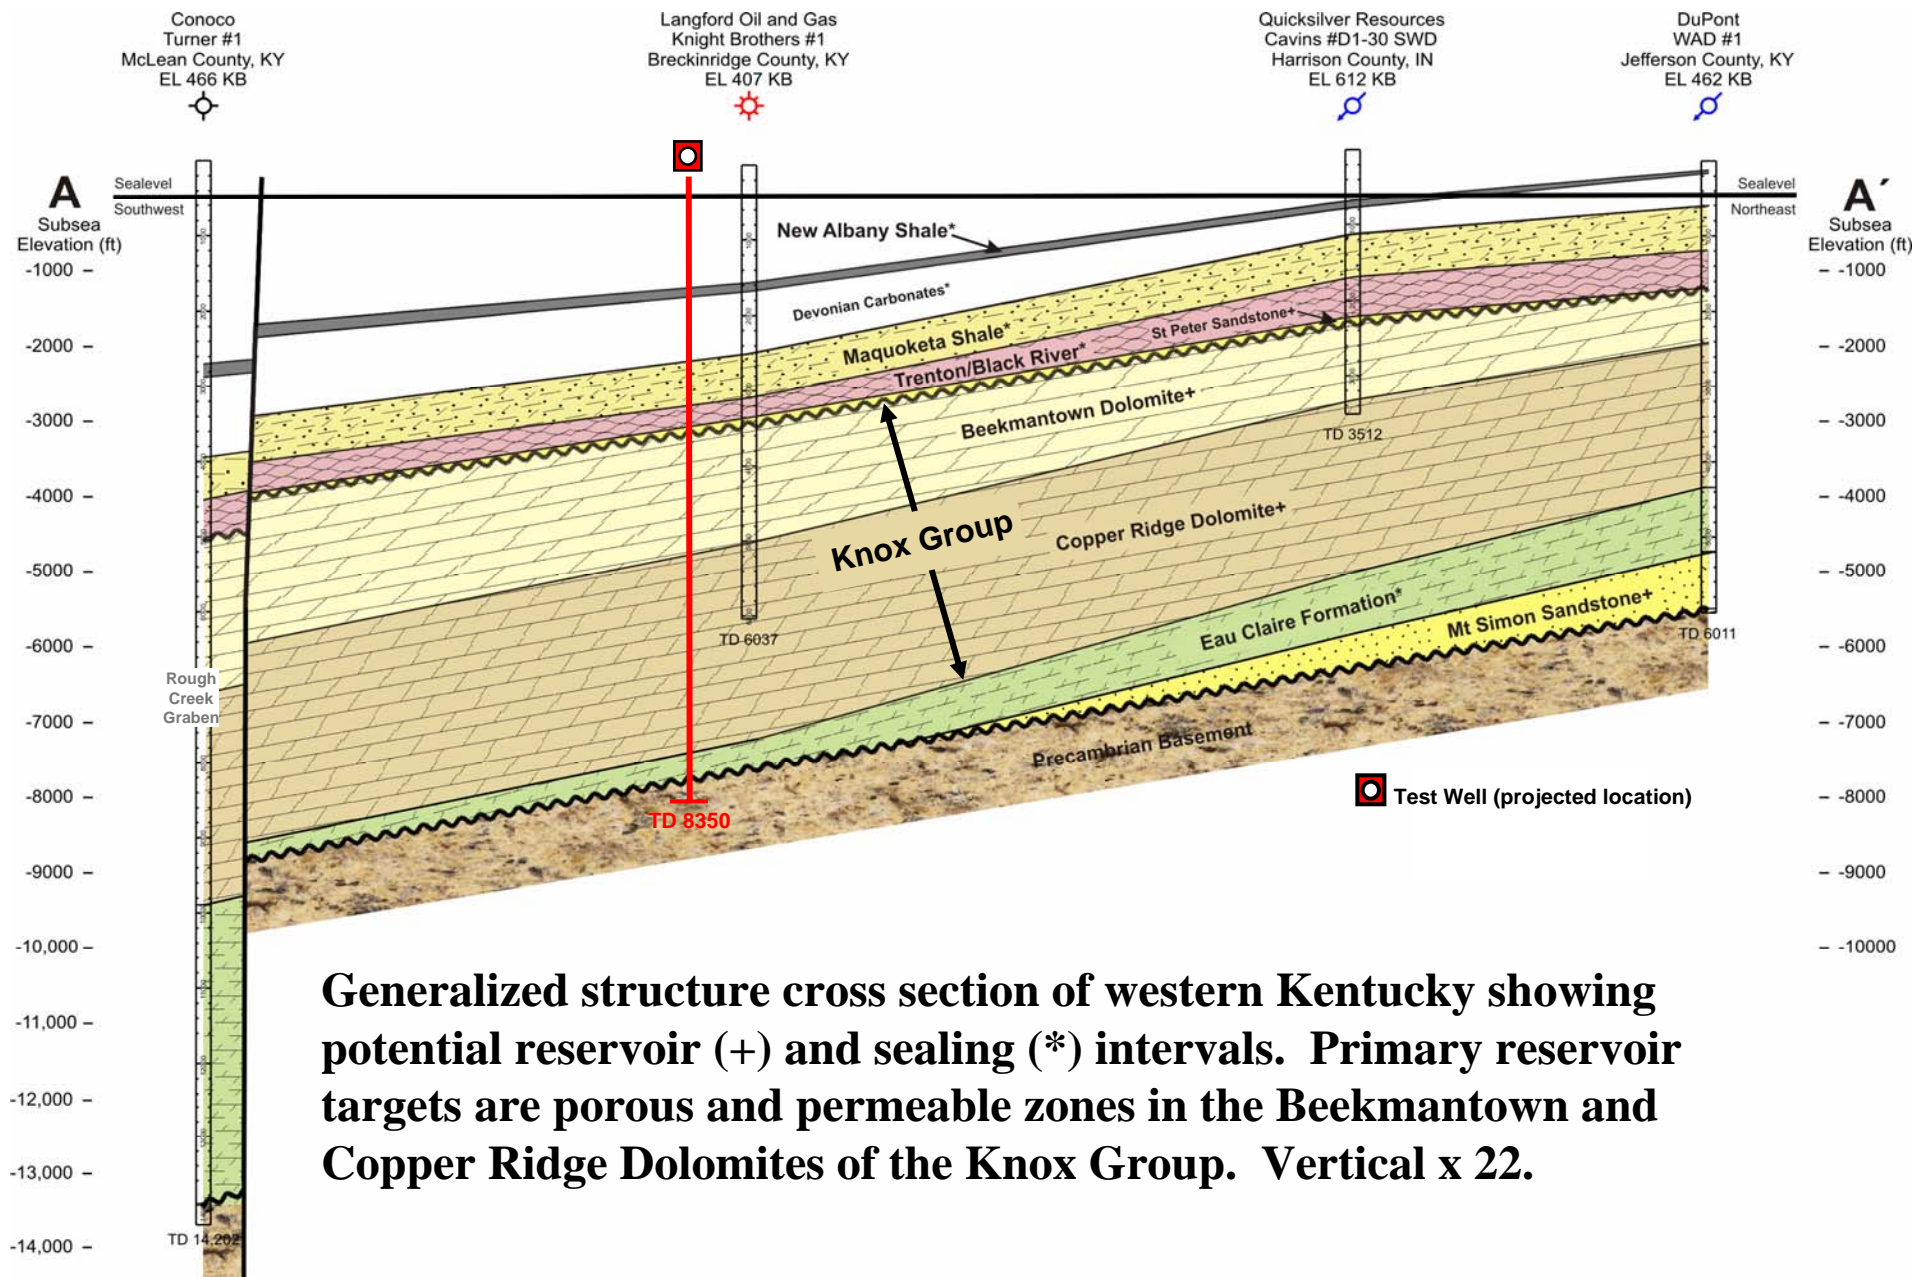 Conoco
Turner #1
McLean County, KY
EL 466 KB
Langford Oil and Gas
Knight Brothers #1
Breckinridge County, KY
EL 407 KB
Quicksilver Resources
Cavins #D1-30 SWD
Harrison County, IN
EL 612 KB
DuPont
WAD #1
Jefferson County, KY
EL 462 KB
A
Sealevel
Southwest
Subsea
Elevation (ft)
-1000
-2000
-3000
-4000
-5000
-6000
-7000
-8000
-9000
-10,000
-11,000
-12,000
-13,000
-14,000
Sealevel
Northeast
A´
Subsea
Elevation (ft)
-1000
-2000
-3000
-4000
-5000
-6000
-7000
-8000
-9000
-10000
New Albany Shale*
Devonian Carbonates*
Maquoketa Shale*
Trenton/Black River*
St Peter Sandstone+
Beekmantown Dolomite+
Knox Group
Copper Ridge Dolomite+
Eau Claire Formation*
Mt Simon Sandstone+
Precambrian Basement
Rough
Creek
Graben
TD 3512
TD 6037
TD 6011
TD 8350
TD 14,202
Test Well (projected location)
Generalized structure cross section of western Kentucky showing
potential reservoir (+) and sealing (*) intervals.  Primary reservoir
targets are porous and permeable zones in the Beekmantown and
Copper Ridge Dolomites of the Knox Group.  Vertical x 22.